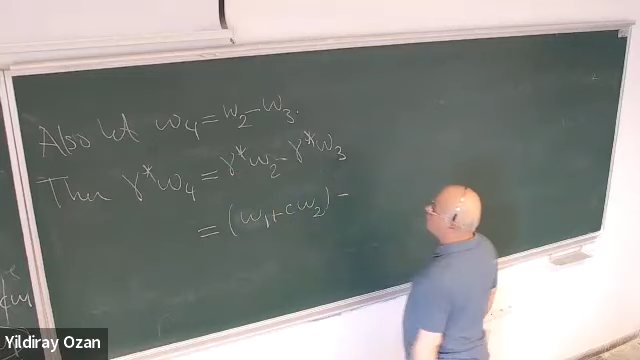 Also let ω₄ = ω₂ - ω₃.
Then γ*ω₄ = γ*ω₂ - γ*ω₃
= (ω₁ + cω₂) -
Yildiray Ozan